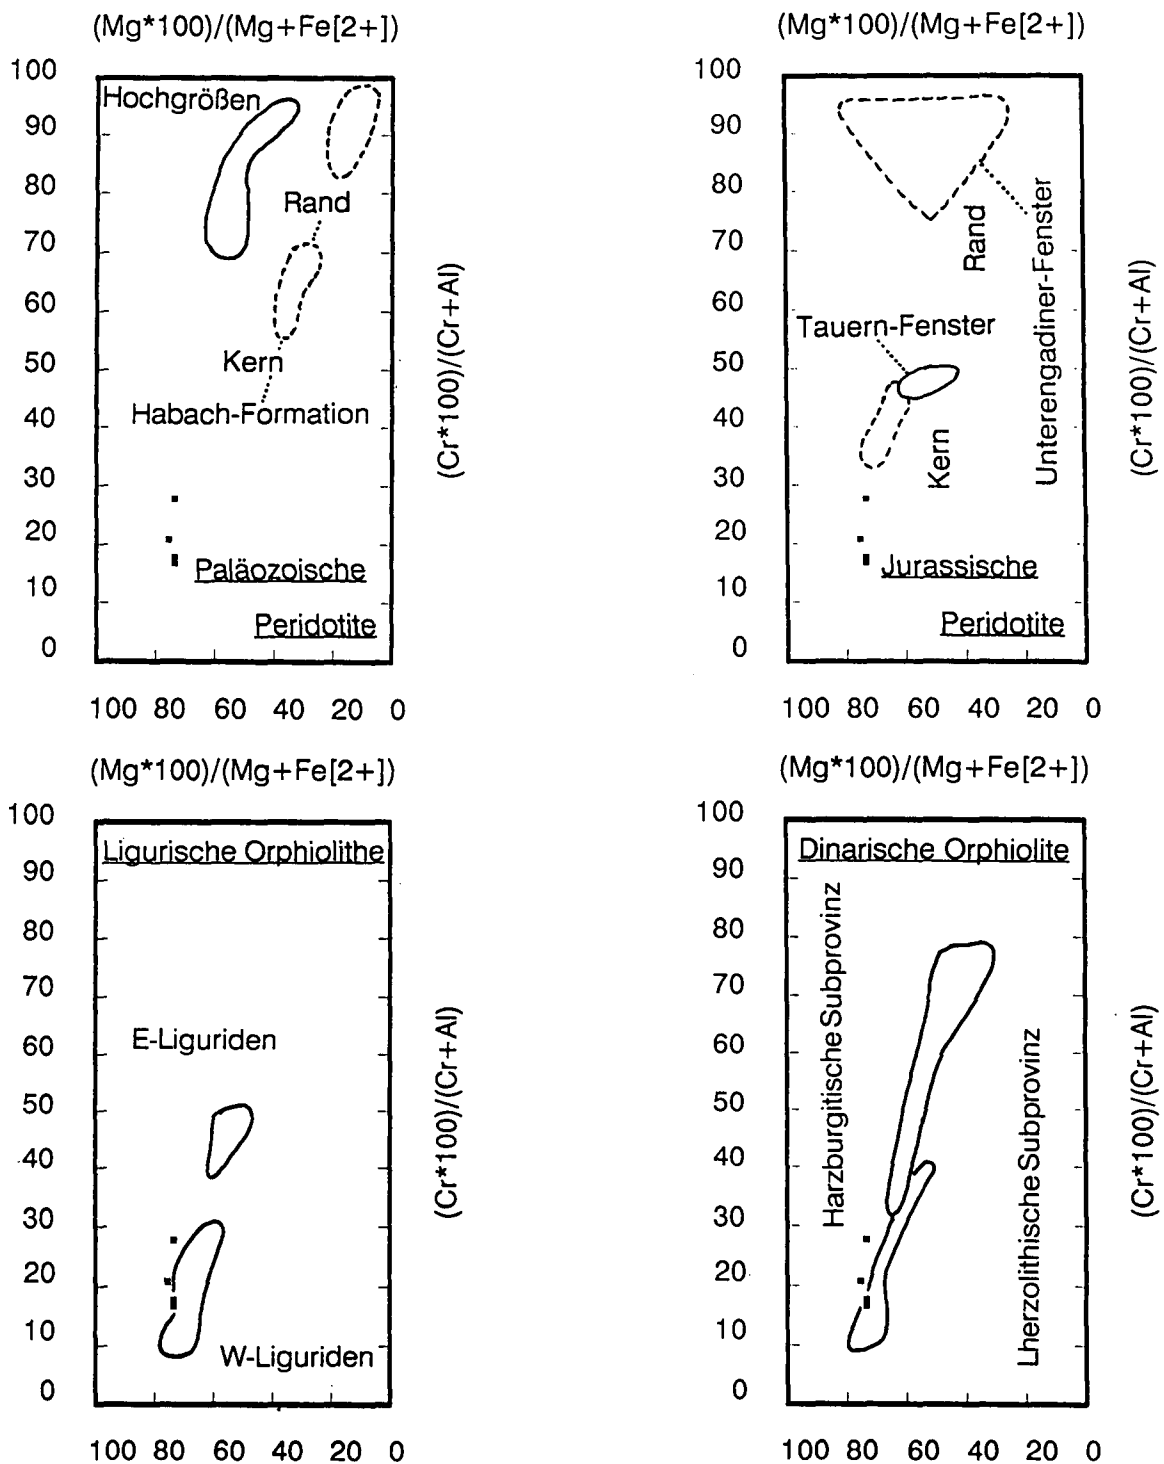 (Mg*100)/(Mg+Fe[2+])
100
90
80
70
60
50
40
30
20
10
0
Hochgrößen
Rand
Kern
Habach-Formation
Paläozoische
Peridotite
(Cr*100)/(Cr+Al)
100 80 60 40 20 0
(Mg*100)/(Mg+Fe[2+])
100
90
80
70
60
50
40
30
20
10
0
Rand
Unterengadiner-Fenster
Tauern-Fenster
Kern
Jurassische
Peridotite
(Cr*100)/(Cr+Al)
100 80 60 40 20 0
(Mg*100)/(Mg+Fe[2+])
100
90
80
70
60
50
40
30
20
10
0
Ligurische Orphiolithe
E-Liguriden
W-Liguriden
(Cr*100)/(Cr+Al)
100 80 60 40 20 0
(Mg*100)/(Mg+Fe[2+])
100
90
80
70
60
50
40
30
20
10
0
Dinarische Orphiolite
Harzburgitische Subprovinz
Lherzolithische Subprovinz
(Cr*100)/(Cr+Al)
100 80 60 40 20 0